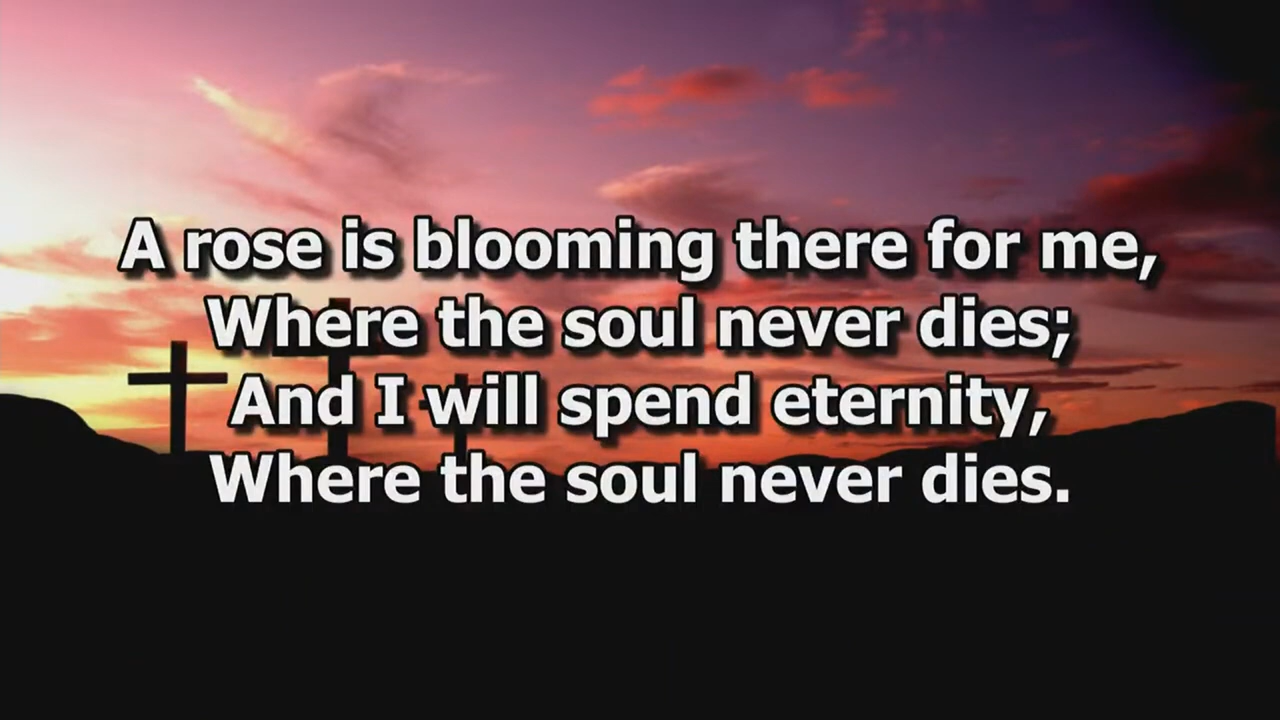 A rose is blooming there for me,
Where the soul never dies;
And I will spend eternity,
Where the soul never dies.